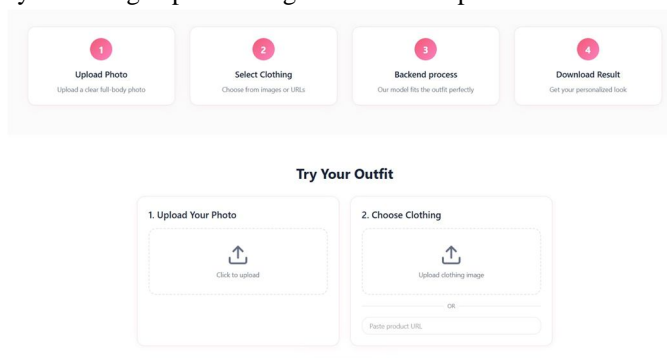 1
Upload Photo
Upload a clear full-body photo
2
Select Clothing
Choose from images or URLs
3
Backend process
Our model fits the outfit perfectly
4
Download Result
Get your personalized look
Try Your Outfit
1. Upload Your Photo
Click to upload
2. Choose Clothing
Upload clothing image
OR
Paste product URL